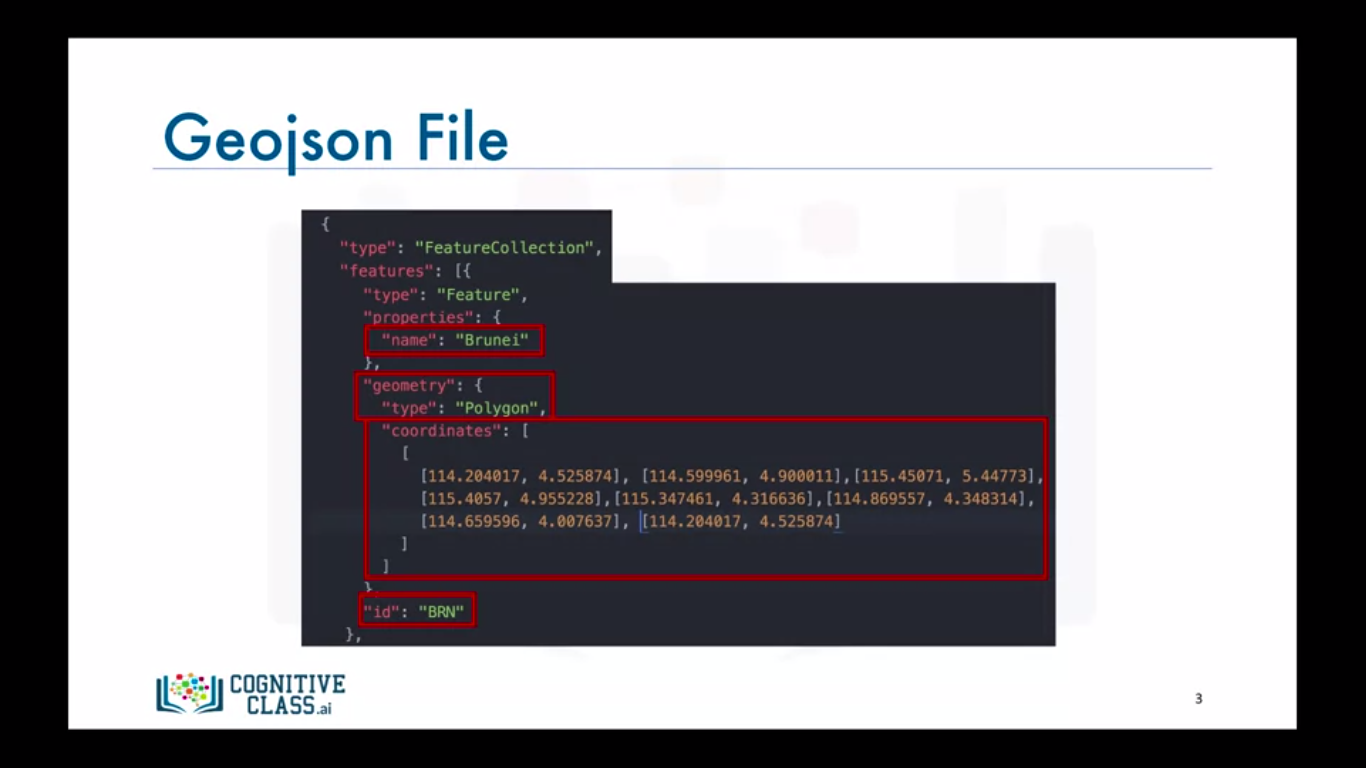 Geojson File
{
"type": "FeatureCollection",
"features": [{
"type": "Feature",
"properties": {
"name": "Brunei"
},
"geometry": {
"type": "Polygon",
"coordinates": [
[
[114.204017, 4.525874], [114.599961, 4.900011],[115.45071, 5.44773],
[115.4057, 4.955228],[115.347461, 4.316636],[114.869557, 4.348314],
[114.659596, 4.007637], [114.204017, 4.525874]
]
]
},
"id": "BRN"
},
COGNITIVE
CLASS.ai
3